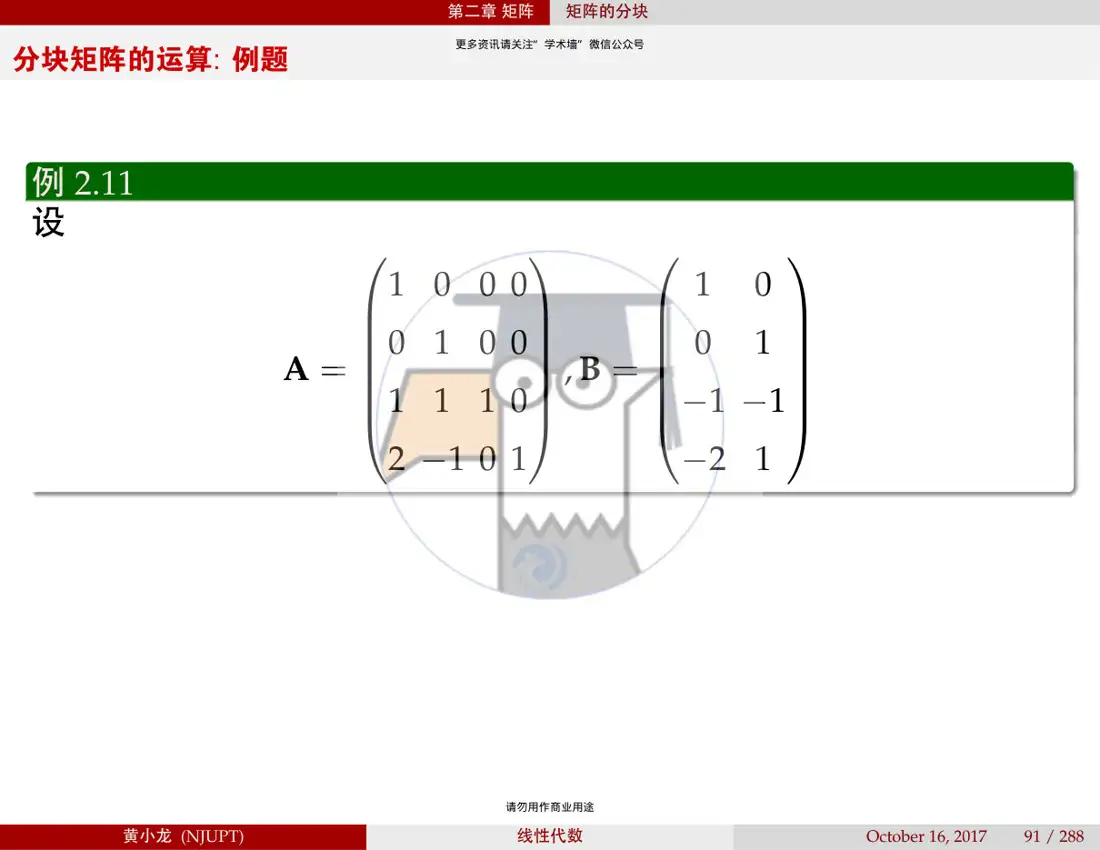 第二章 矩阵 矩阵的分块
更多资讯请关注“学术墙”微信公众号
分块矩阵的运算: 例题
例 2.11
设
1 0 0 0 1 0
0 1 0 0 0 1
A = , B =
1 1 1 0 −1 −1
2 −1 0 1 −2 1
请勿用作商业用途
黄小龙 (NJUPT) 线性代数 October 16, 2017 91 / 288